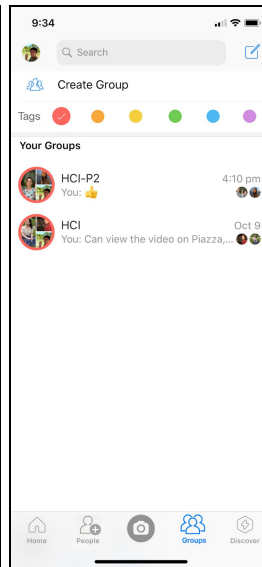 9:34
Search
Create Group
Tags
Your Groups
HCI-P2 4:10 pm
You: 👍
HCI Oct 9
You: Can view the video on Piazza,...
Home People Groups Discover